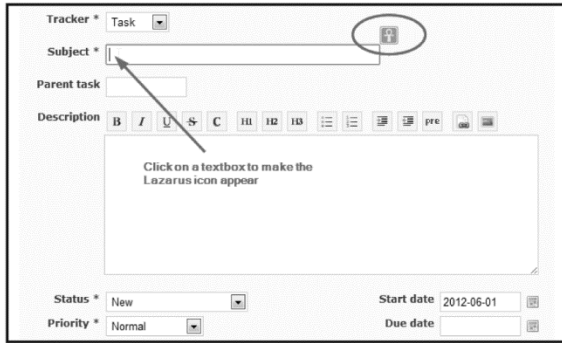 Tracker * Task
Subject *
Parent task
Description B I U S C H1 H2 H3 pre
Click on a textbox to make the
Lazarus icon appear
Status * New Start date 2012-06-01
Priority * Normal Due date